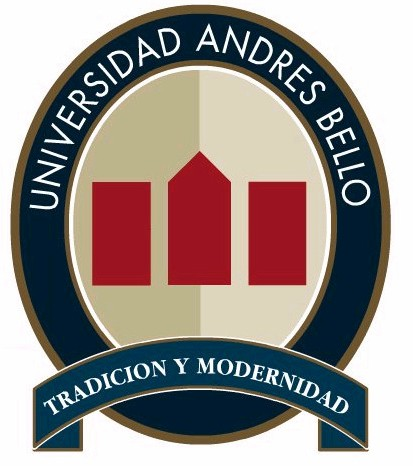 UNIVERSIDAD ANDRES BELLO
TRADICION Y MODERNIDAD